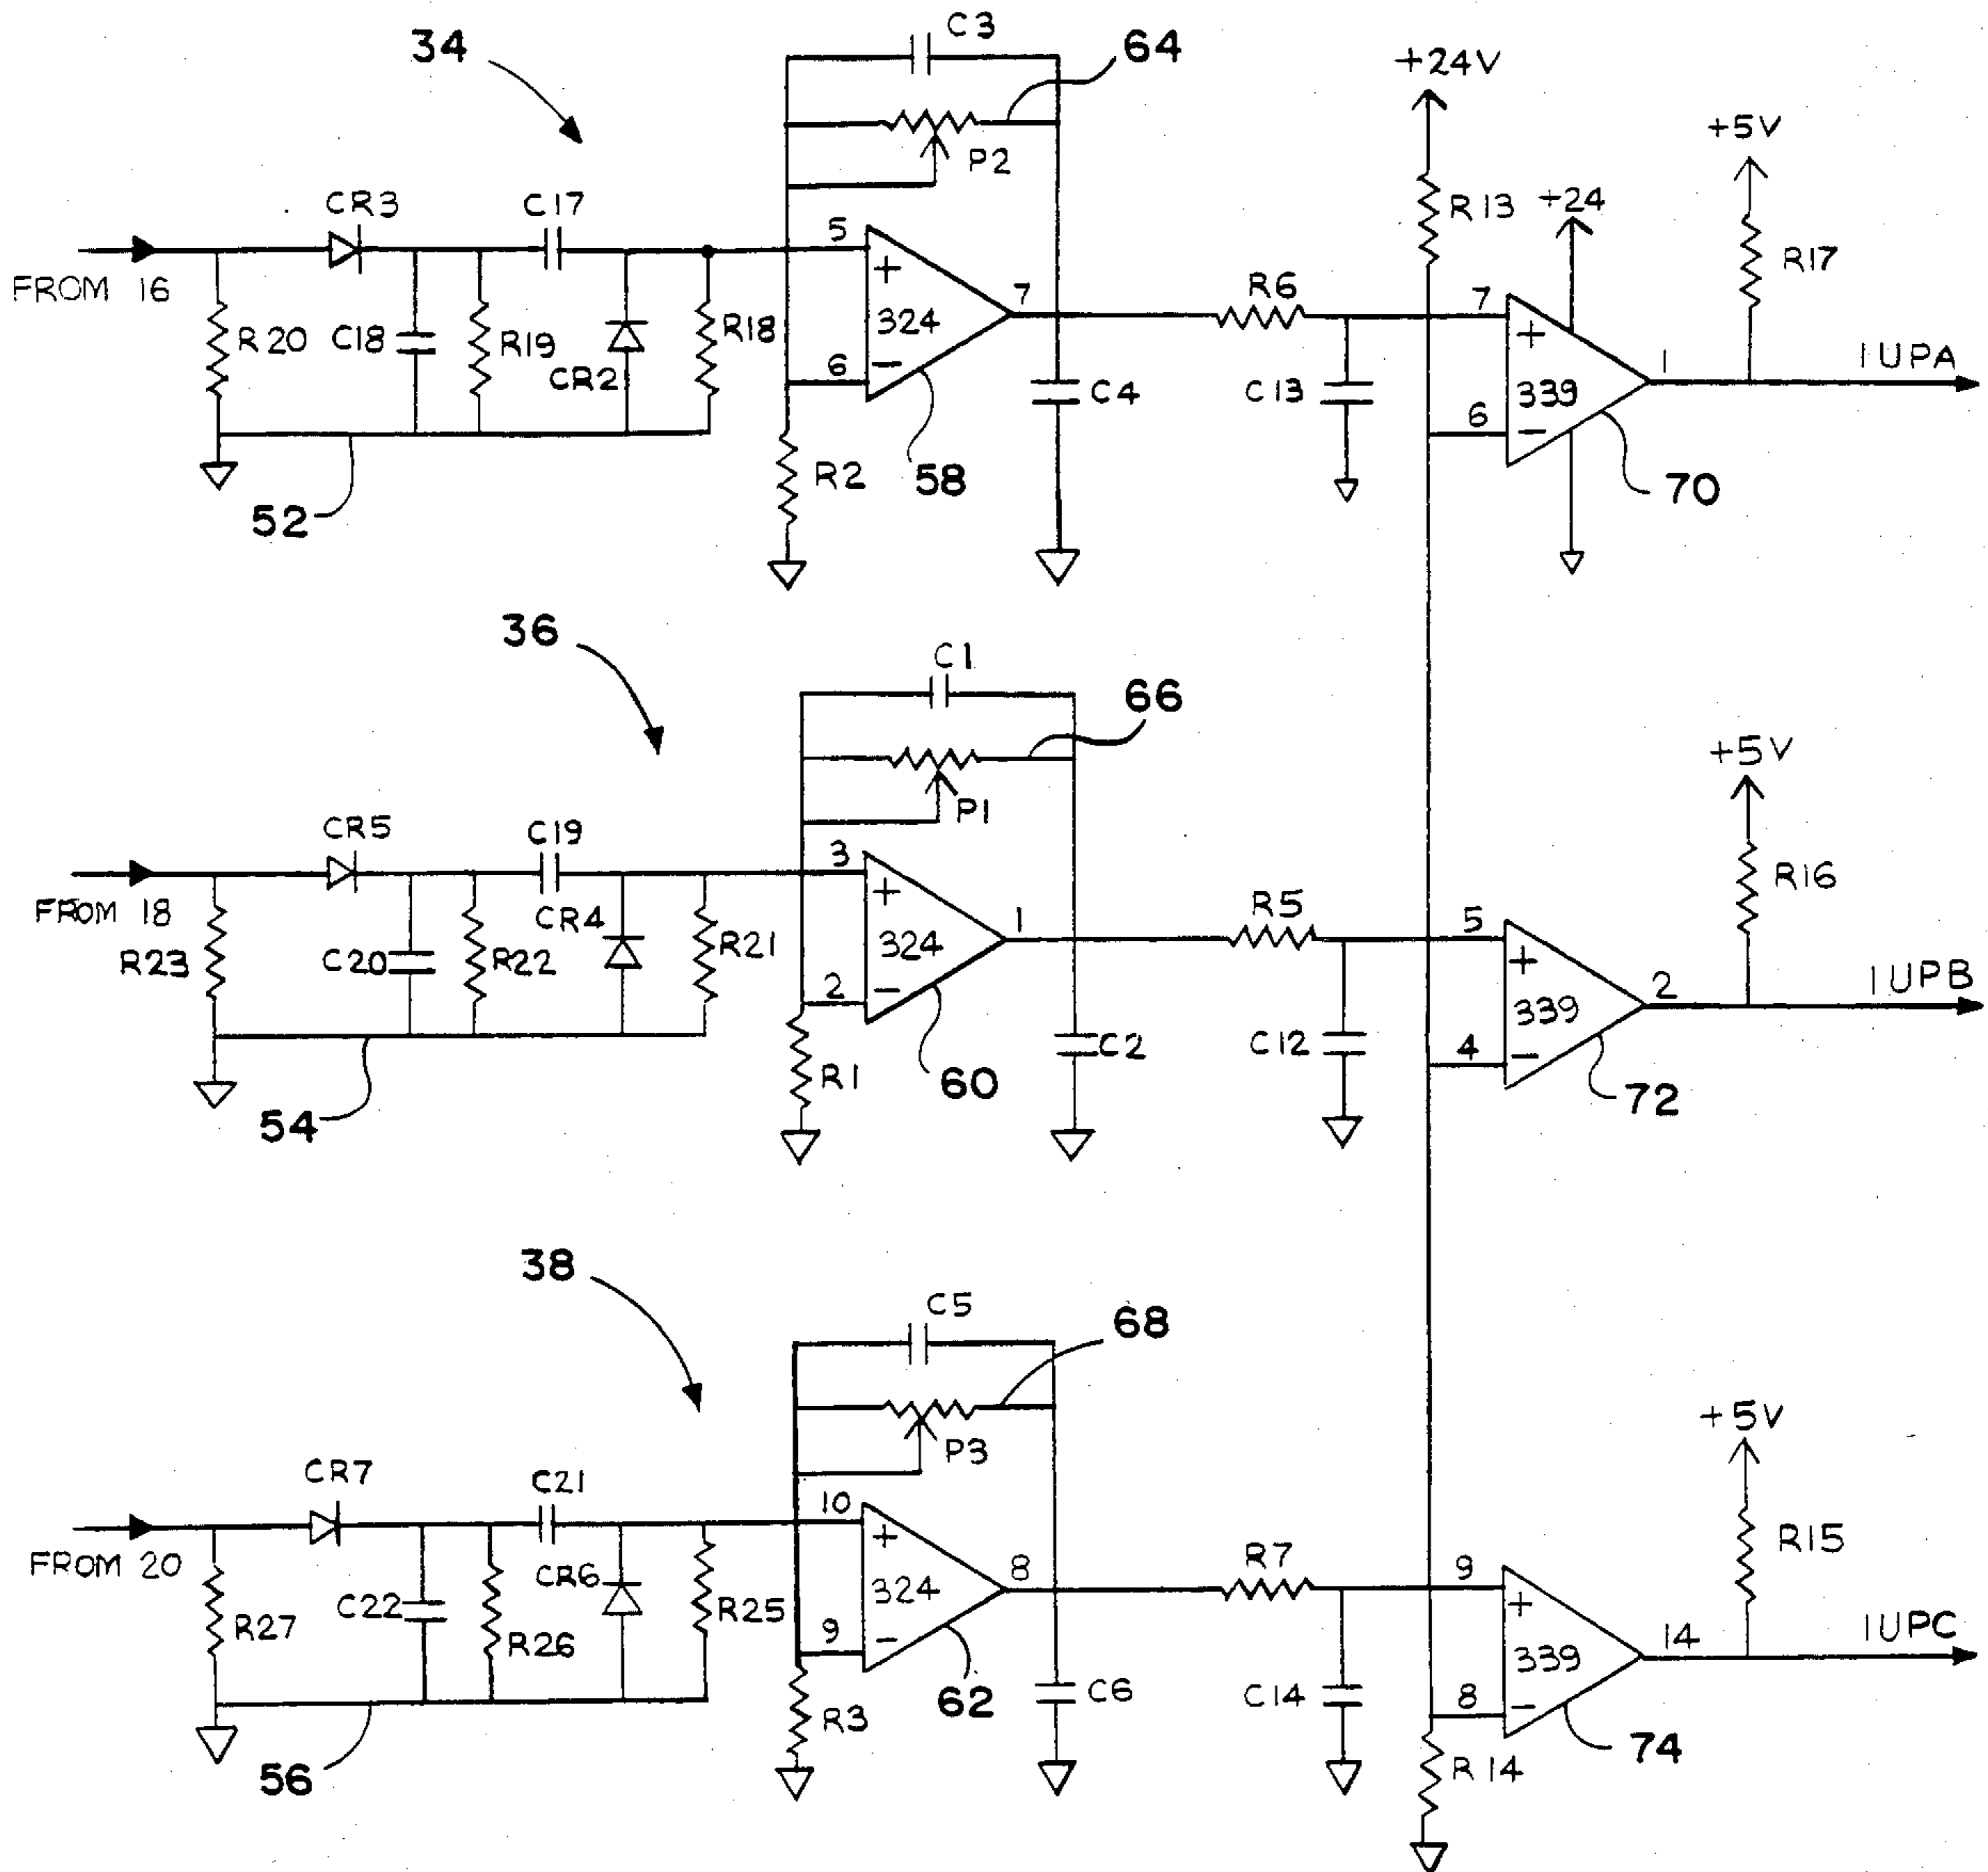 34
C3
64
+24V
+5V
P2
CR3
C17
R13
+24
R17
FROM 16
R20
C18
R19
CR2
R18
5
+
324
-
6
7
R6
7
+
339
-
6
1
1UPA
C4
C13
R2
58
70
52
36
C1
66
+5V
P1
CR5
C19
R16
FROM 18
R23
C20
R22
CR4
R21
3
+
324
-
2
1
R5
5
+
339
-
4
2
1UPB
C2
C12
R1
60
72
54
38
C5
68
+5V
P3
CR7
C21
R15
FROM 20
R27
C22
R26
CR6
R25
10
+
324
-
9
8
R7
9
+
339
-
8
14
1UPC
C6
C14
R3
62
74
R14
56